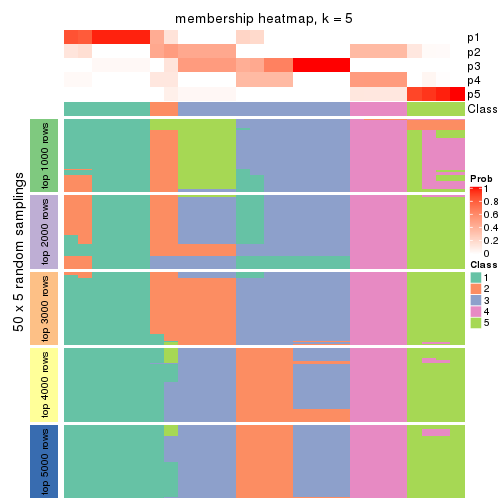 membership heatmap, k = 5
p1
p2
p3
p4
p5
Class
50 x 5 random samplings
top 1000 rows
top 2000 rows
top 3000 rows
top 4000 rows
top 5000 rows
Prob
1
0.8
0.6
0.4
0.2
0
Class
1
2
3
4
5